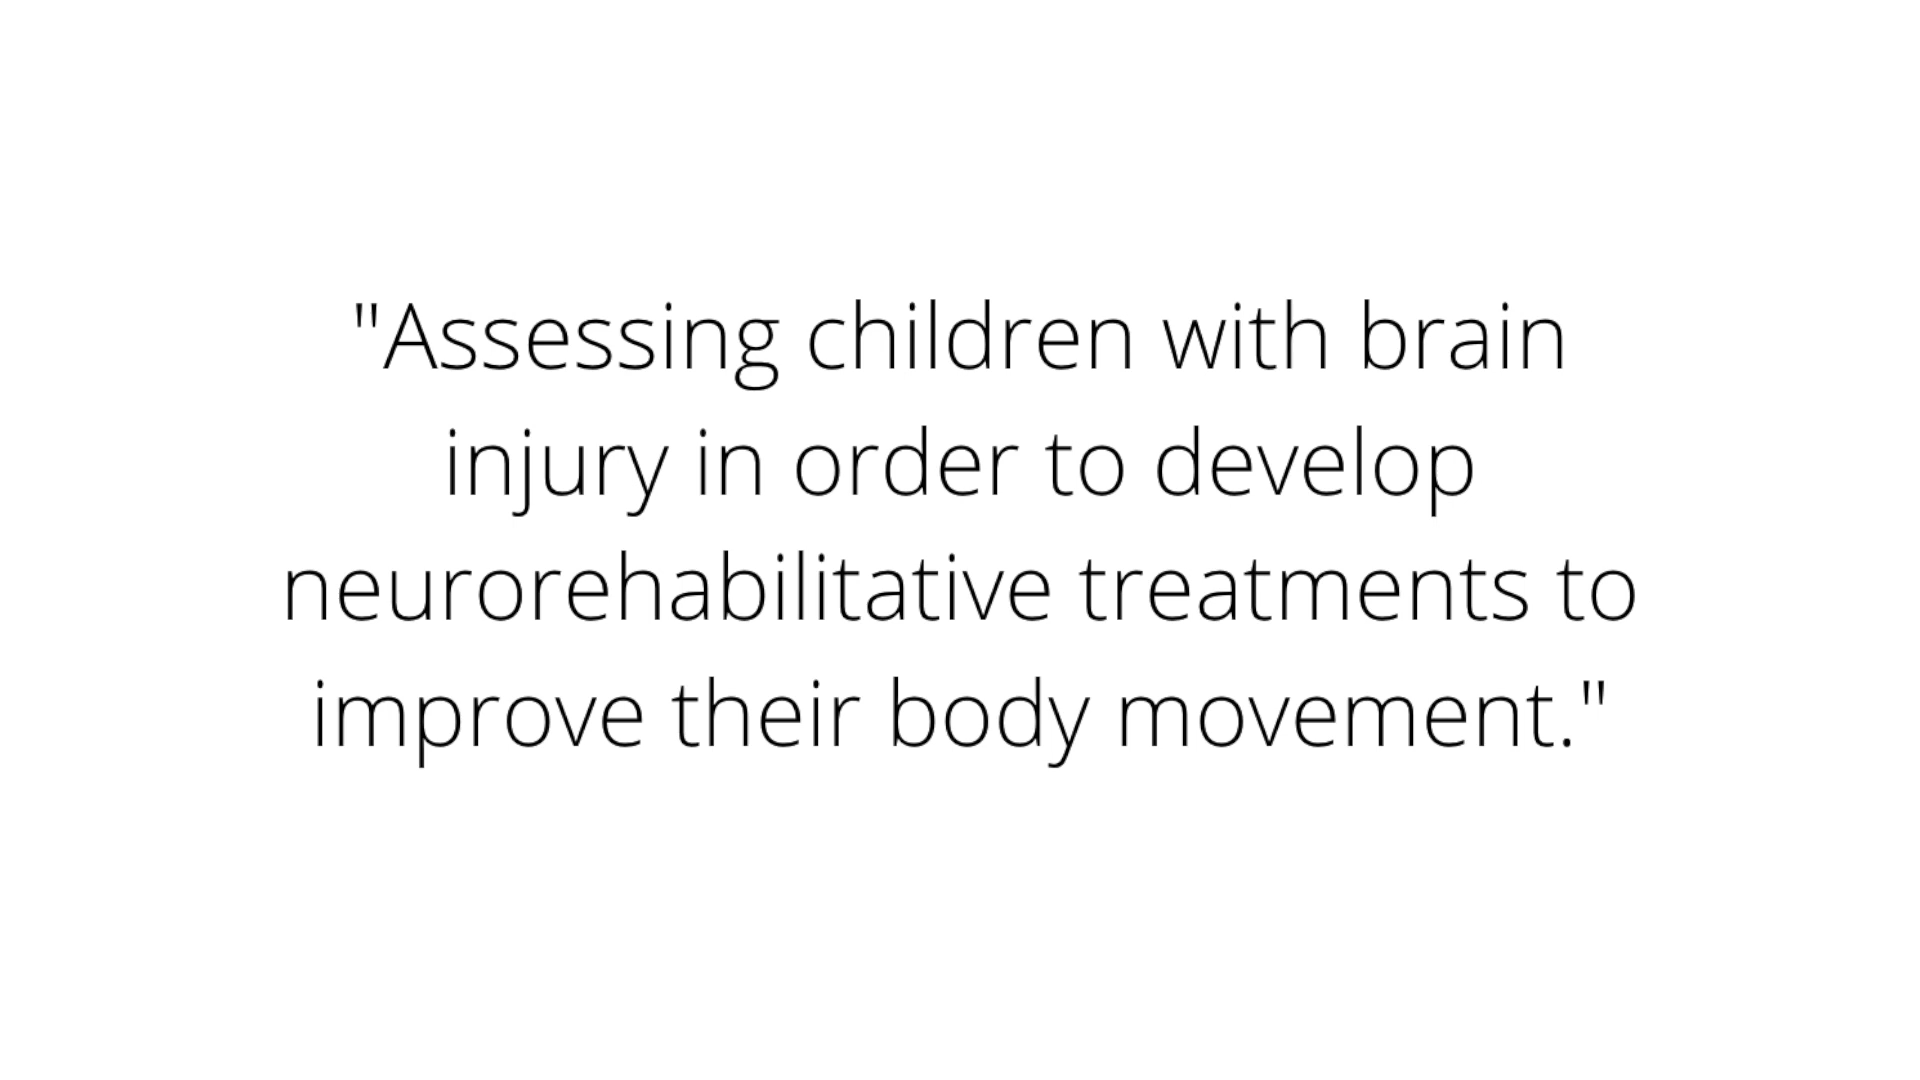 "Assessing children with brain
injury in order to develop
neurorehabilitative treatments to
improve their body movement."